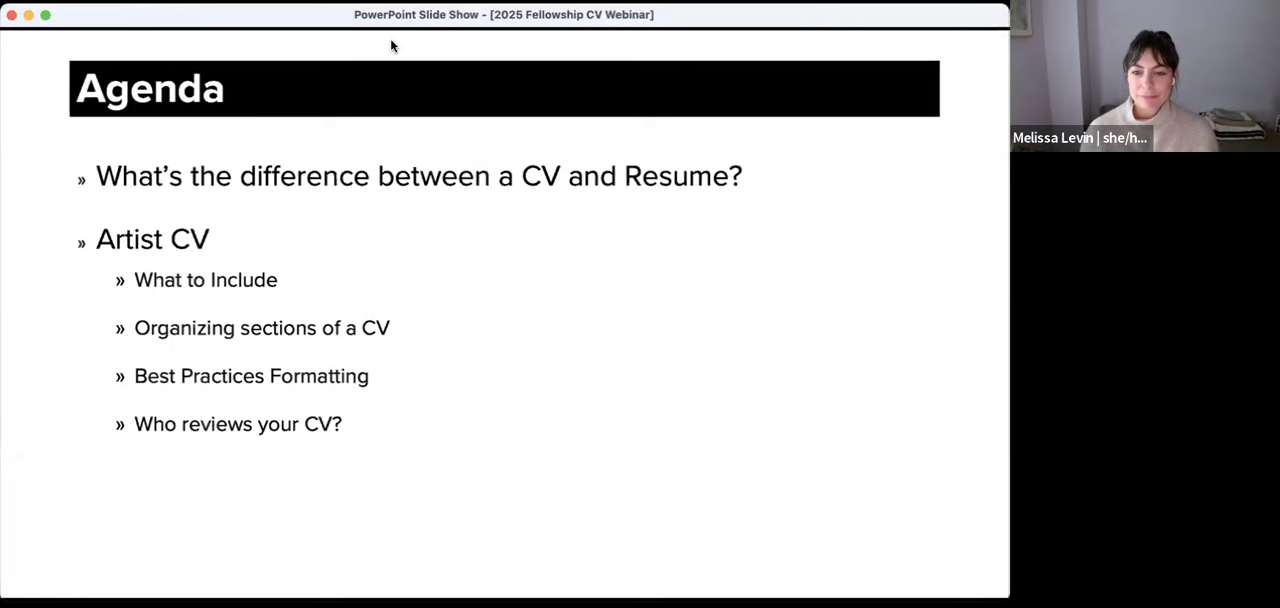 PowerPoint Slide Show - [2025 Fellowship CV Webinar]
Agenda
» What’s the difference between a CV and Resume?
» Artist CV
» What to Include
» Organizing sections of a CV
» Best Practices Formatting
» Who reviews your CV?
Melissa Levin | she/h...